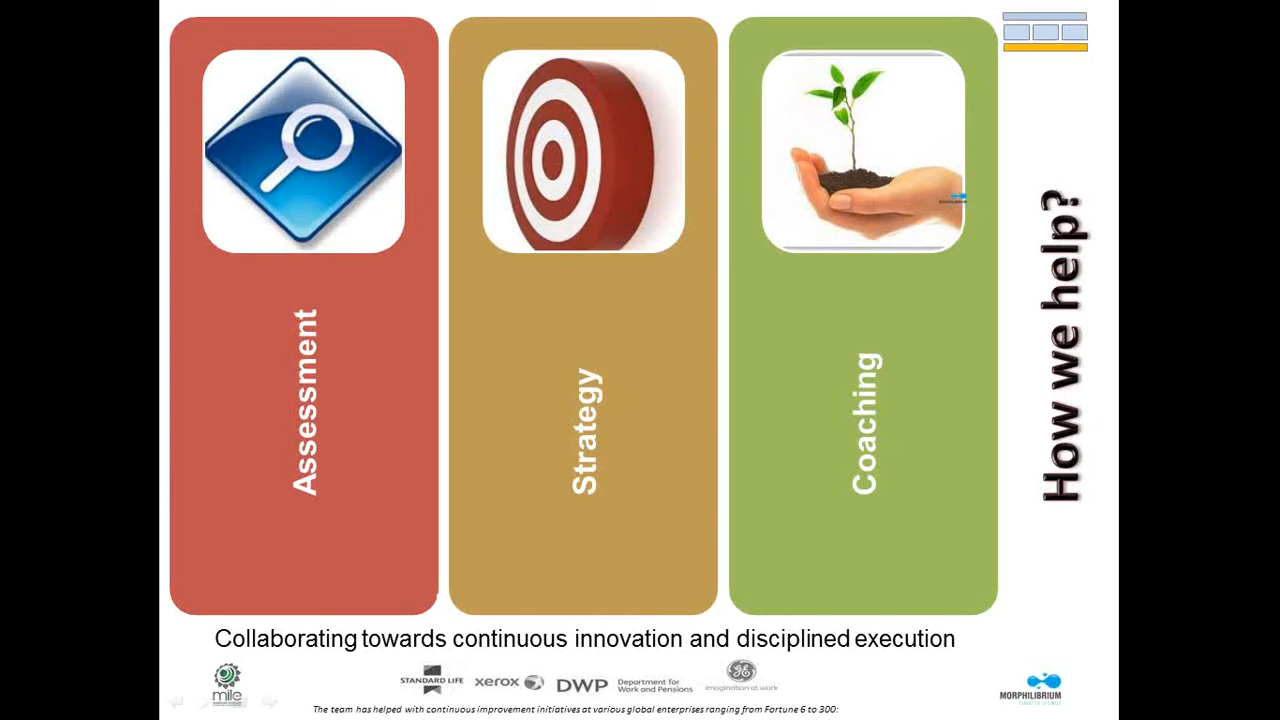 Assessment
Strategy
Coaching
How we help?
Collaborating towards continuous innovation and disciplined execution
mile
STANDARD LIFE
xerox
DWP
Department for
Work and Pensions
imagination at work
MORPHILIBRIUM
The team has helped with continuous improvement initiatives at various global enterprises ranging from Fortune 6 to 300: